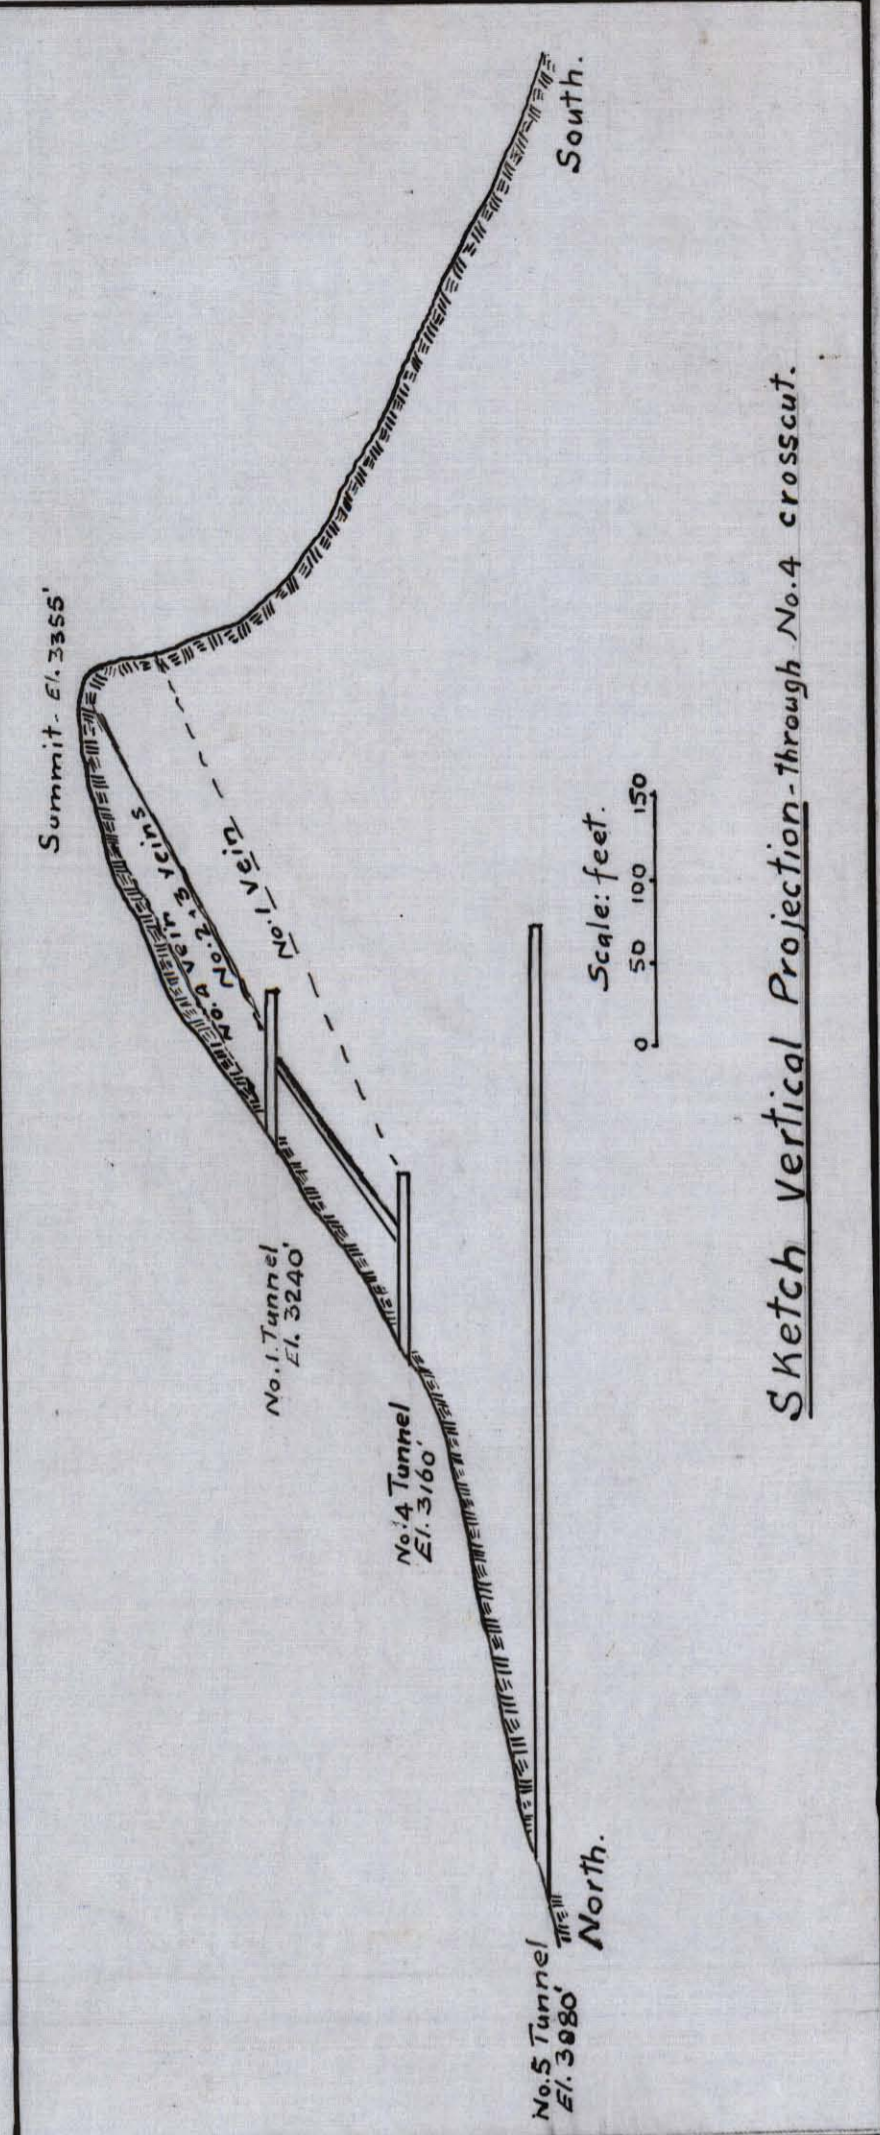 Summit - El. 3355'
No. 4 vein
No. 2 & 3 veins
No. 1 Vein
No. 1. Tunnel
El. 3240'
No. 4 Tunnel
El. 3160'
No. 5 Tunnel
El. 3080'
North.
South.
Scale: feet.
0 50 100 150
Sketch Vertical Projection - through No. 4 crosscut.